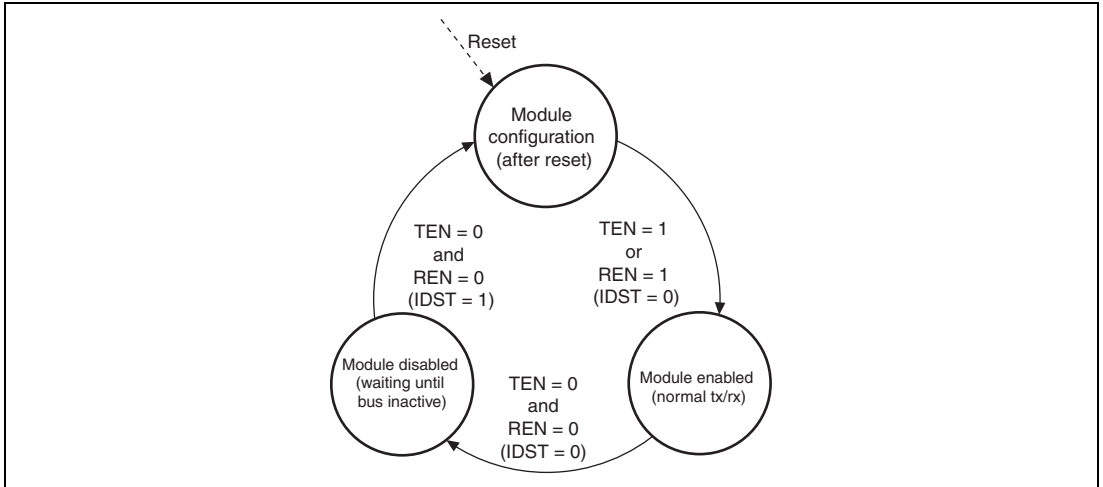 Reset
Module
configuration
(after reset)
TEN = 0
and
REN = 0
(IDST = 1)
TEN = 1
or
REN = 1
(IDST = 0)
Module disabled
(waiting until
bus inactive)
TEN = 0
and
REN = 0
(IDST = 0)
Module enabled
(normal tx/rx)